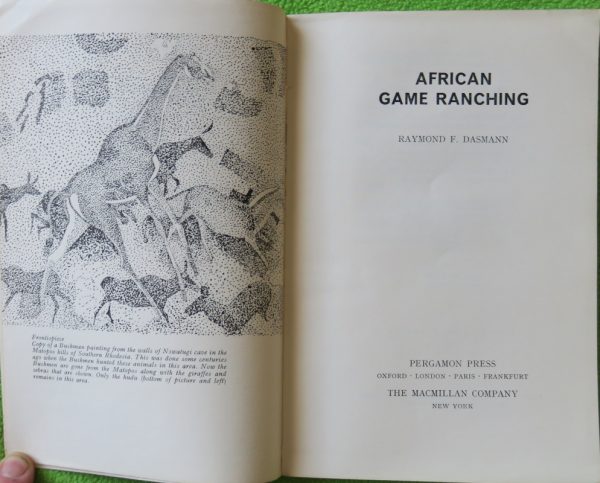 Frontispiece
Copy of a Bushman painting from the walls of Nswatugi cave in the
Matopos hills of Southern Rhodesia. This was done some centuries
ago when the Bushmen hunted these animals in this area. Now the
Bushmen are gone from the Matopos along with the giraffes and
zebras that are shown. Only the kudu (bottom of picture and left)
remains in this area.
AFRICAN
GAME RANCHING
RAYMOND F. DASMANN
PERGAMON PRESS
OXFORD · LONDON · PARIS · FRANKFURT
THE MACMILLAN COMPANY
NEW YORK